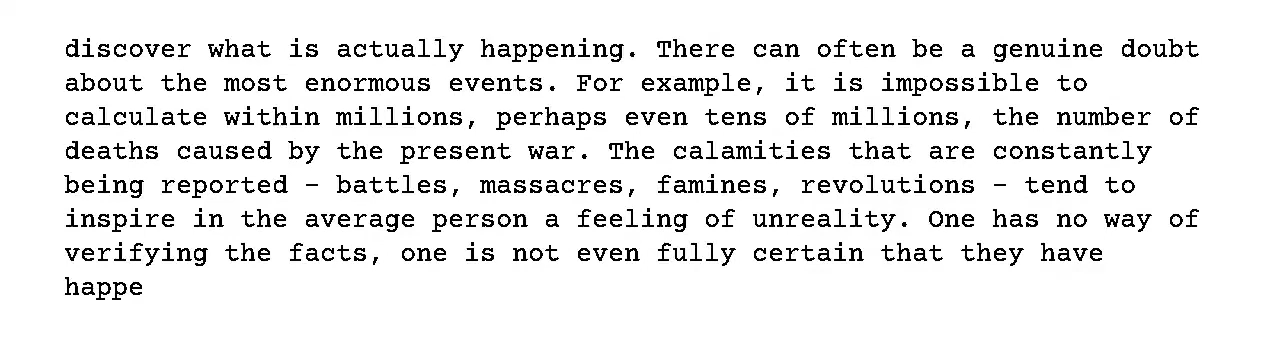 discover what is actually happening. There can often be a genuine doubt
about the most enormous events. For example, it is impossible to
calculate within millions, perhaps even tens of millions, the number of
deaths caused by the present war. The calamities that are constantly
being reported – battles, massacres, famines, revolutions – tend to
inspire in the average person a feeling of unreality. One has no way of
verifying the facts, one is not even fully certain that they have
happe